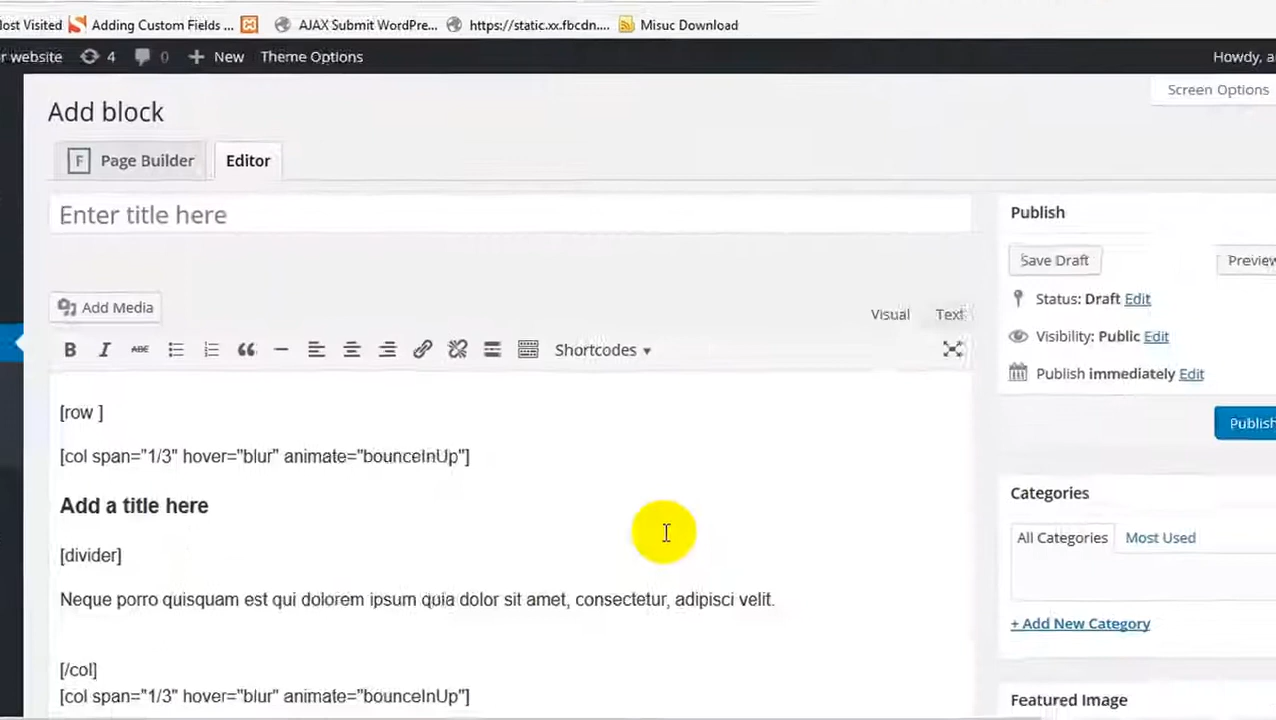 ost Visited Adding Custom Fields ... AJAX Submit WordPre... https://static.xx.fbcdn.... Misuc Download
r website 4 0 New Theme Options Howdy, a
Screen Options
Add block
F Page Builder Editor
Enter title here
Publish
Save Draft Preview
Add Media Visual Text
Status: Draft Edit
Visibility: Public Edit
B I ABC Shortcodes
Publish immediately Edit
[row ]
Publish
[col span="1/3" hover="blur" animate="bounceInUp"]
Categories
Add a title here
All Categories Most Used
[divider]
Neque porro quisquam est qui dolorem ipsum quia dolor sit amet, consectetur, adipisci velit.
+ Add New Category
[/col]
[col span="1/3" hover="blur" animate="bounceInUp"]
Featured Image